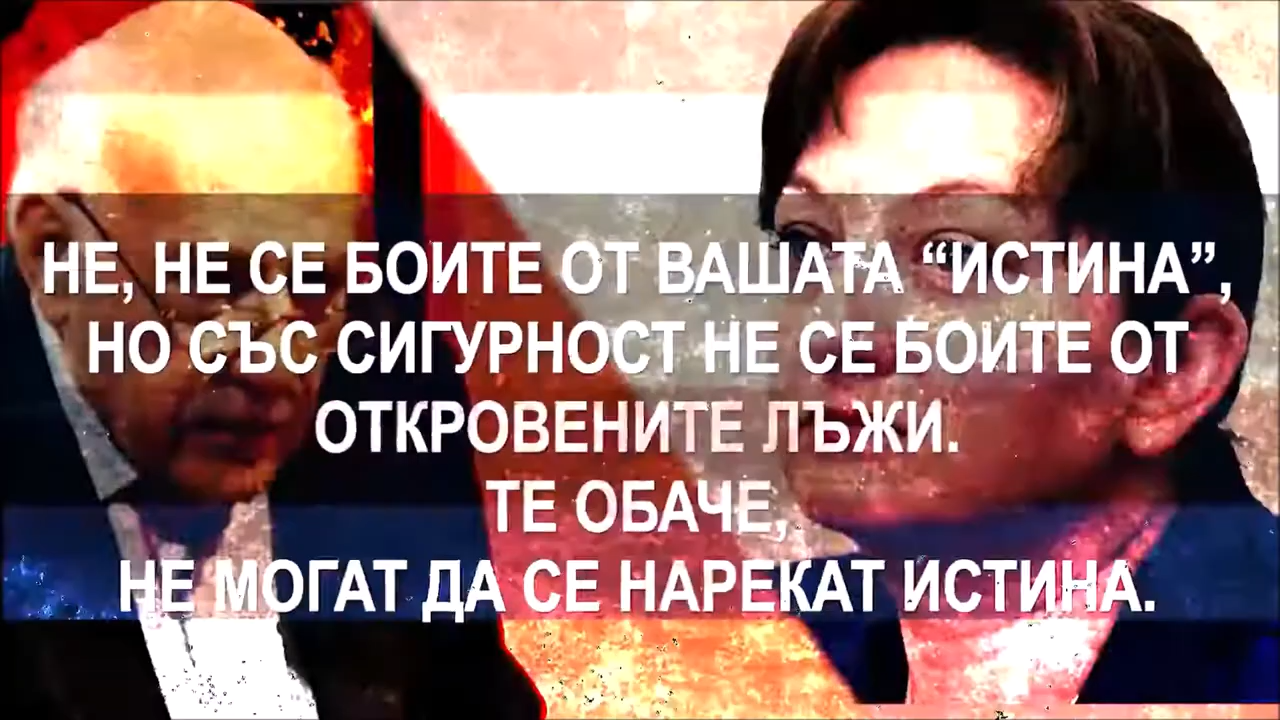 НЕ, НЕ СЕ БОИТЕ ОТ ВАШАТА “ИСТИНА”,
НО СЪС СИГУРНОСТ НЕ СЕ БОИТЕ ОТ
ОТКРОВЕНИТЕ ЛЪЖИ.
ТЕ ОБАЧЕ,
НЕ МОГАТ ДА СЕ НАРЕКАТ ИСТИНА.